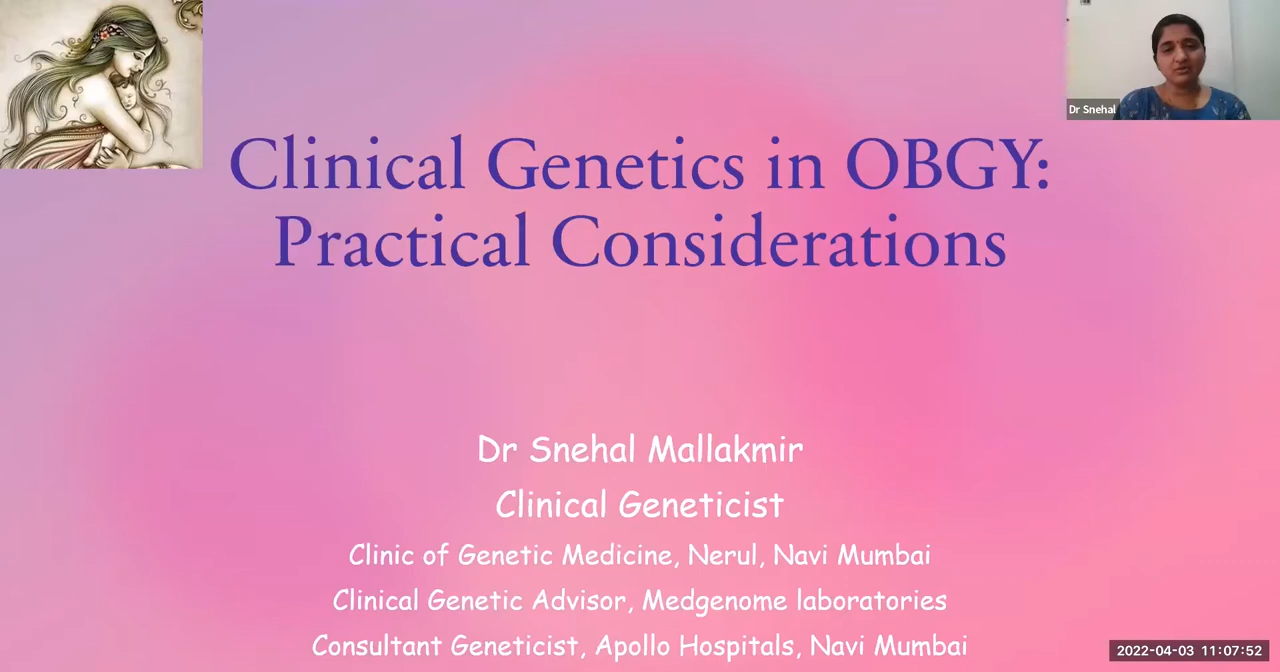 Dr Snehal
Clinical Genetics in OBGY:
Practical Considerations
Dr Snehal Mallakmir
Clinical Geneticist
Clinic of Genetic Medicine, Nerul, Navi Mumbai
Clinical Genetic Advisor, Medgenome laboratories
Consultant Geneticist, Apollo Hospitals, Navi Mumbai
2022-04-03 11:07:52